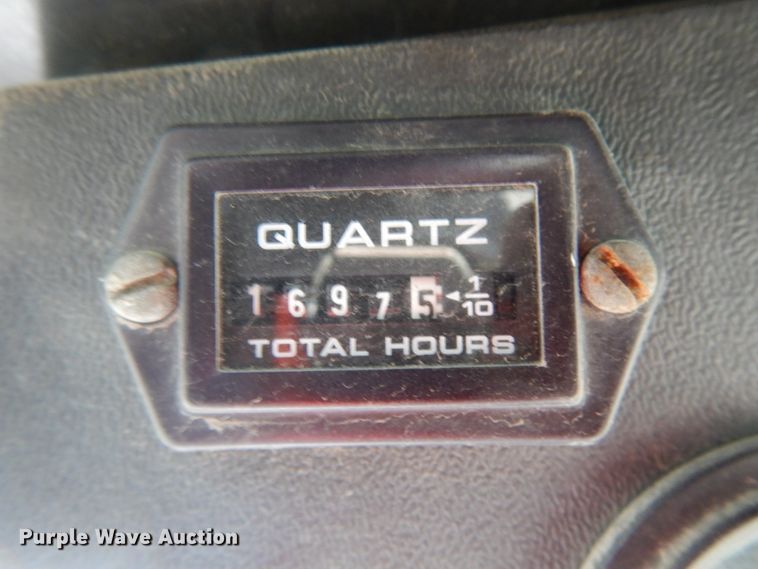 QUARTZ
1 6 9 7 5 ◄ 1/10
TOTAL HOURS
Purple Wave Auction